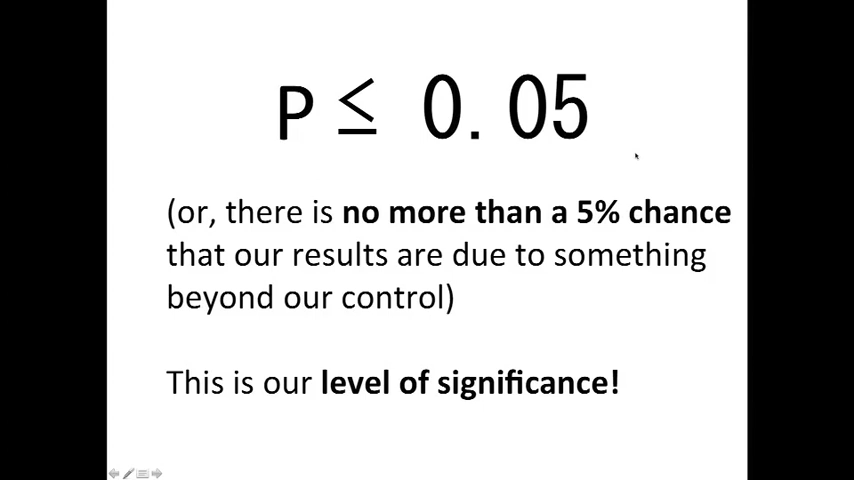 P ≤ 0.05
(or, there is no more than a 5% chance
that our results are due to something
beyond our control)
This is our level of significance!